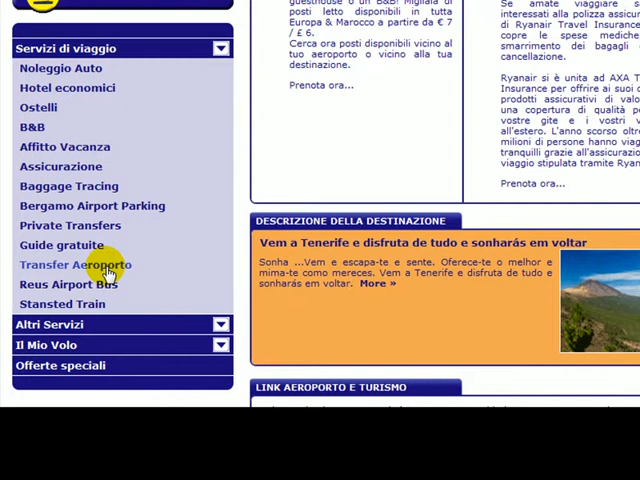 Servizi di viaggio
Noleggio Auto
Hotel economici
Ostelli
B&B
Affitto Vacanza
Assicurazione
Baggage Tracing
Bergamo Airport Parking
Private Transfers
Guide gratuite
Transfer Aeroporto
Reus Airport Bus
Stansted Train
Altri Servizi
Il Mio Volo
Offerte speciali
guesthouse o un B&B! Migliaia di
posti letto disponibili in tutta
Europa & Marocco a partire da € 7
/ £ 6.
Cerca ora posti disponibili vicino al
tuo aeroporto o vicino alla tua
destinazione.
Prenota ora...
Se amate viaggiare
interessati alla polizza assicura
di Ryanair Travel Insurance
copre le spese mediche,
smarrimento dei bagagli
cancellazione.
Ryanair si è unita ad AXA T
Insurance per offrire ai suoi
prodotti assicurativi di valo
una copertura di qualità p
vostre gite e i vostri v
all'estero. L'anno scorso oltre
milioni di persone hanno viag
tranquilli grazie all'assicurazio
viaggio stipulata tramite Ryan
Prenota ora...
DESCRIZIONE DELLA DESTINAZIONE
Vem a Tenerife e disfruta de tudo e sonharás em voltar
Sonha ...Vem e escapa-te e sente. Oferece-te o melhor e
mima-te como mereces. Vem a Tenerife e disfruta de tudo e
sonharás em voltar. More »
LINK AEROPORTO E TURISMO